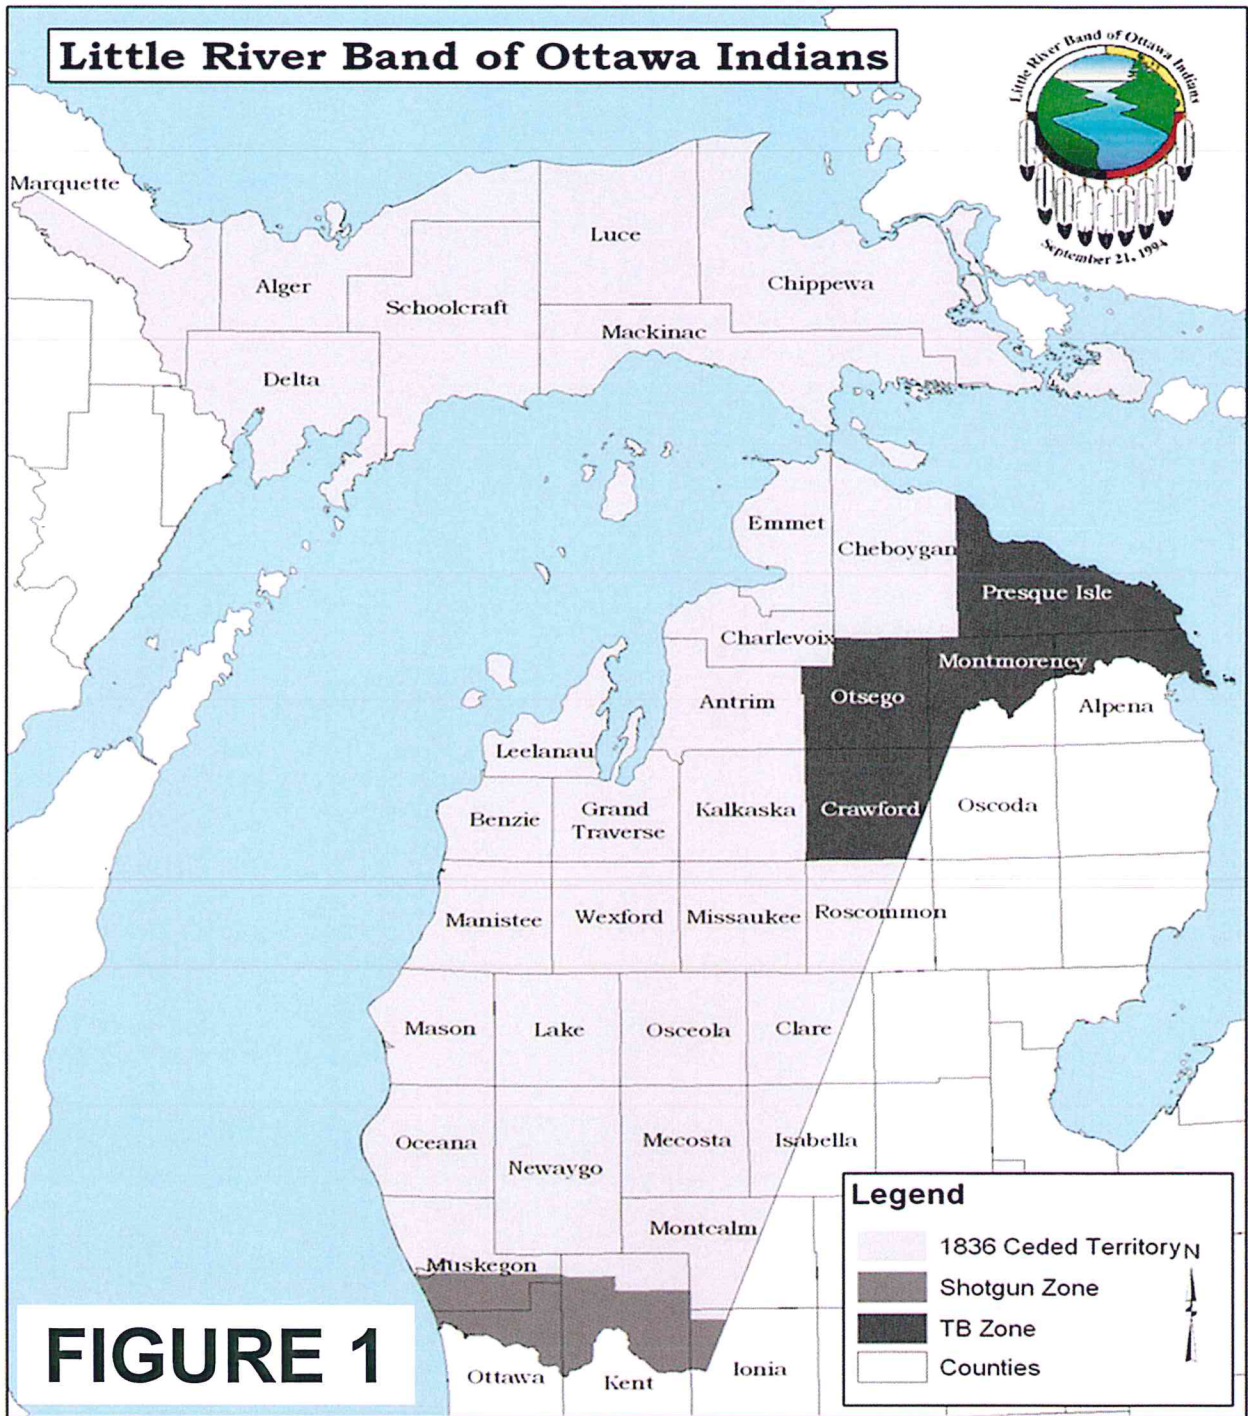 Little River Band of Ottawa Indians
Little River Band of Ottawa Indians
September 21, 1994
Marquette
Luce
Alger
Chippewa
Schoolcraft
Mackinac
Delta
Emmet
Cheboygan
Presque Isle
Charlevoix
Montmorency
Antrim
Otsego
Alpena
Leelanau
Benzie
Grand
Traverse
Kalkaska
Crawford
Oscoda
Manistee
Wexford
Missaukee
Roscommon
Mason
Lake
Osceola
Clare
Oceana
Newaygo
Mecosta
Isabella
Montcalm
Muskegon
Ottawa
Kent
Ionia
Legend
1836 Ceded Territory
N
Shotgun Zone
TB Zone
Counties
FIGURE 1